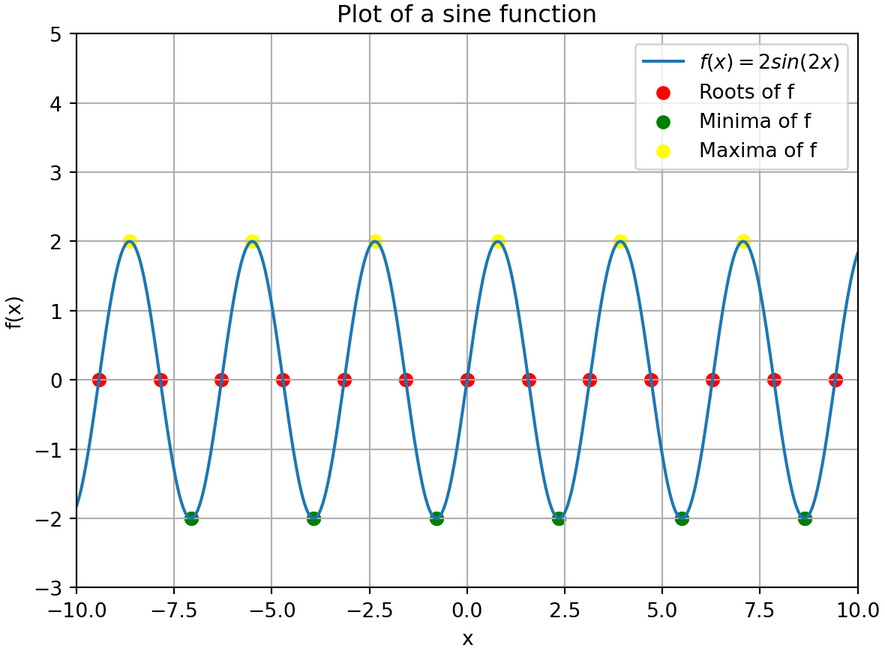 Plot of a sine function
f(x) = 2sin(2x)
Roots of f
Minima of f
Maxima of f
5
4
3
2
1
0
−1
−2
−3
f(x)
−10.0 −7.5 −5.0 −2.5 0.0 2.5 5.0 7.5 10.0
x